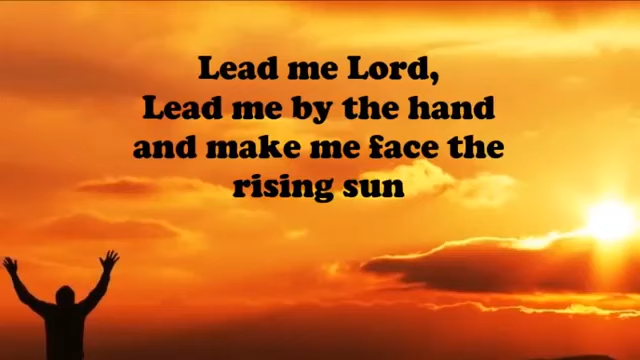 Lead me Lord,
Lead me by the hand
and make me face the
rising sun